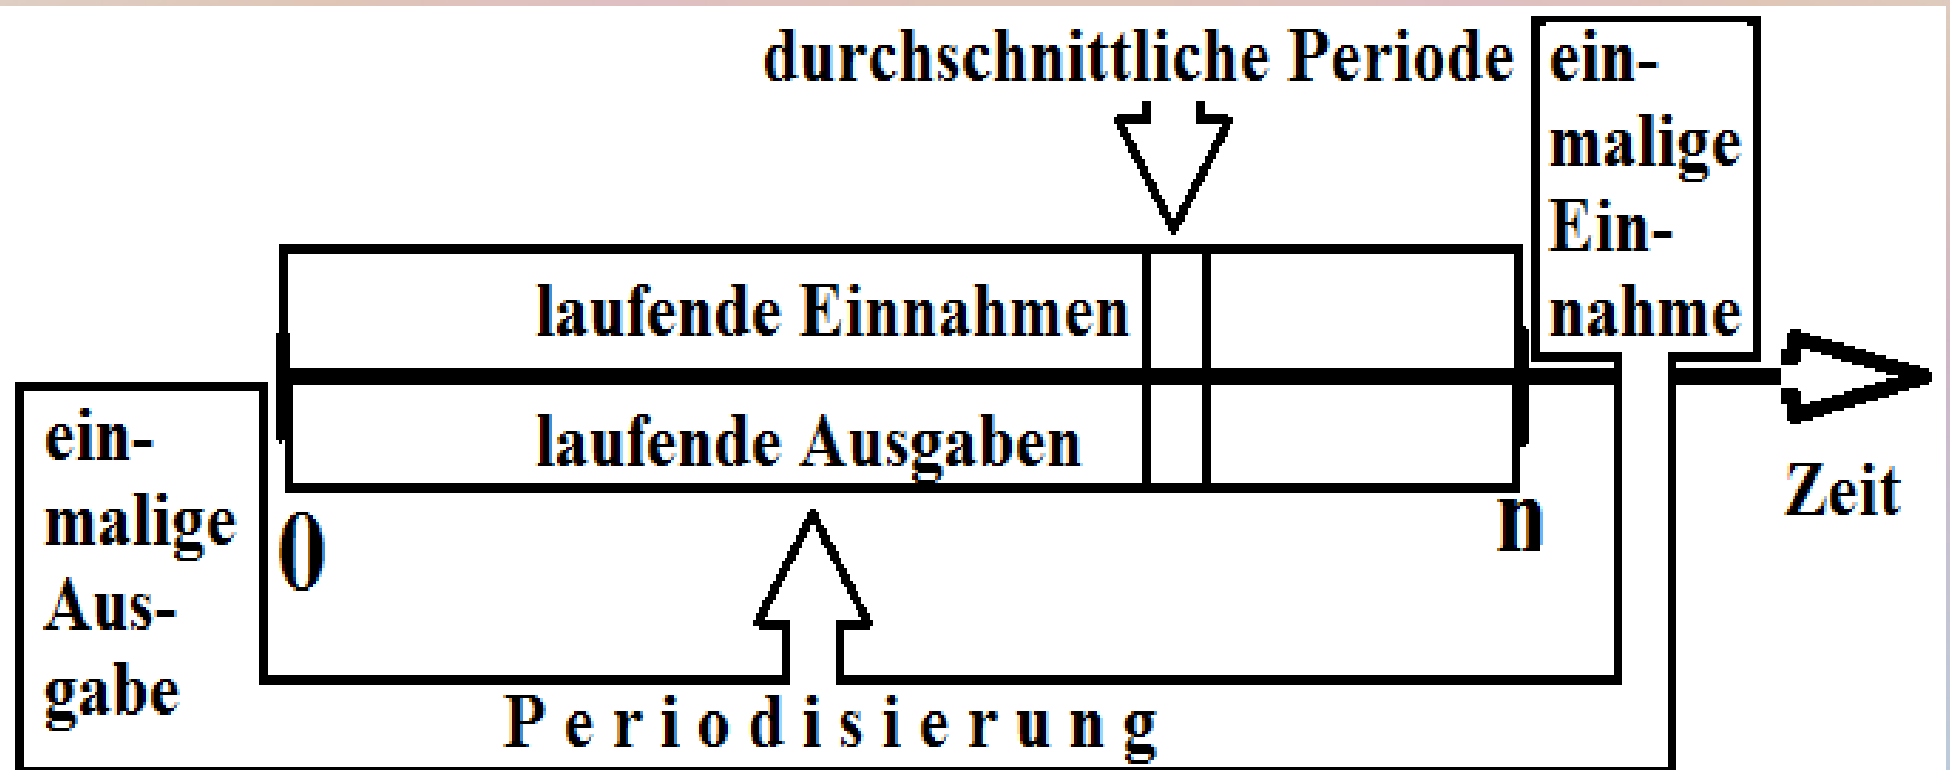 durchschnittliche Periode
ein-
malige
Ein-
nahme
laufende Einnahmen
laufende Ausgaben
ein-
malige
Aus-
gabe
0
n
Zeit
Periodisierung